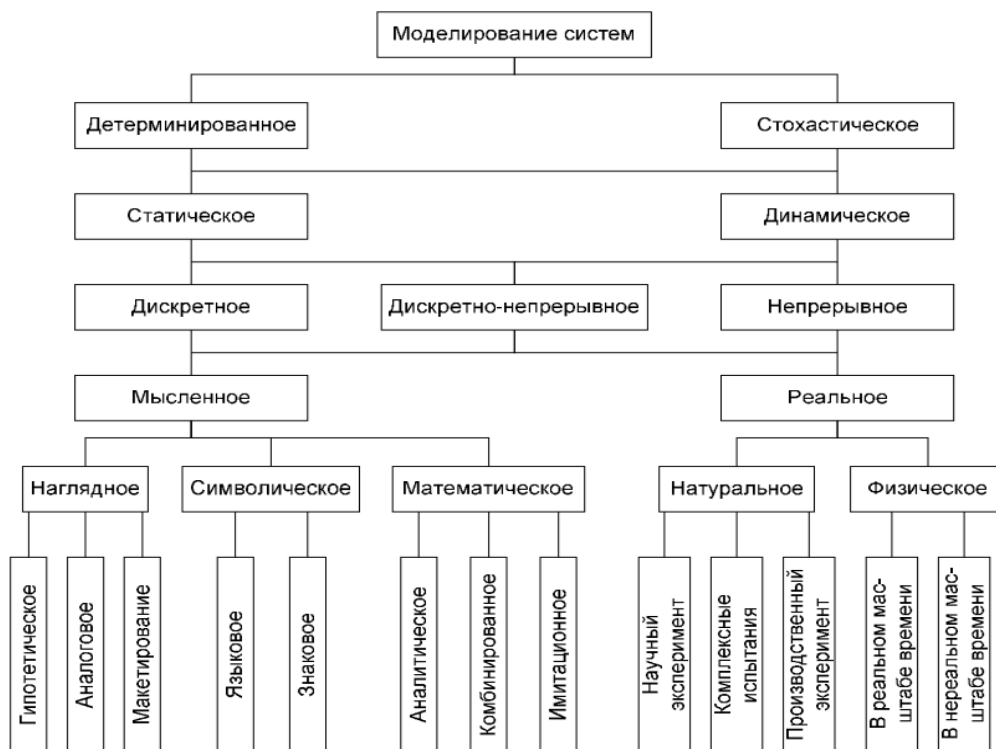 Моделирование систем
Детерминированное
Стохастическое
Статическое
Динамическое
Дискретное
Дискретно-непрерывное
Непрерывное
Мысленное
Реальное
Наглядное
Символическое
Математическое
Натуральное
Физическое
Гипотетическое
Аналоговое
Макетирование
Языковое
Знаковое
Аналитическое
Комбинированное
Имитационное
Научный
эксперимент
Комплексные
испытания
Производственный
эксперимент
В реальном мас-
штабе времени
В нереальном мас-
штабе времени